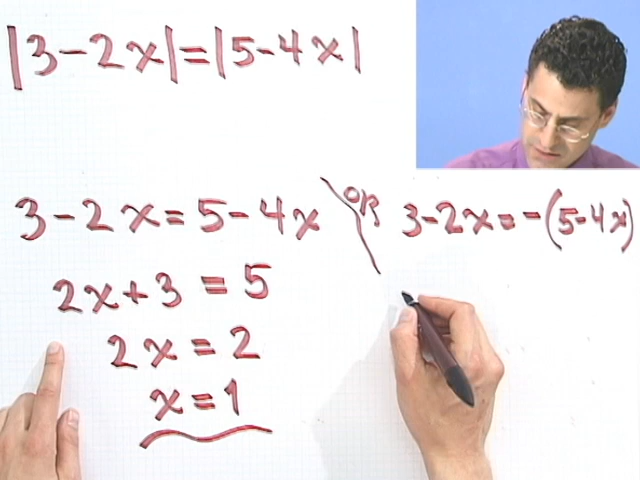 |3-2x|=|5-4x|
3-2x=5-4x OR 3-2x=-(5-4x)
2x+3=5
2x=2
x=1